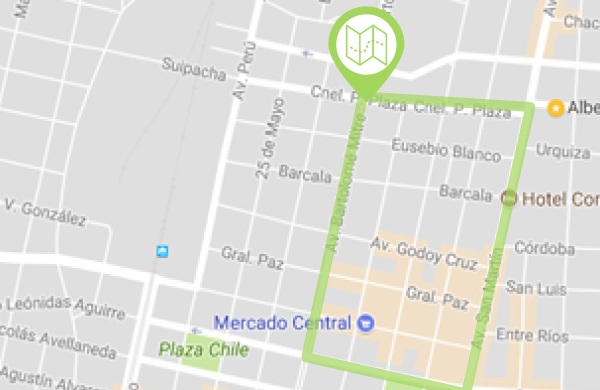 Chac
Suipacha
Av. Perú
Cnel. P. Plaza Cnel. P. Plaza
Albe
25 de Mayo
Av. Bartolomé Mitre
Eusebio Blanco
Urquiza
Barcala
Barcala
Hotel Cor
V. González
Av. Godoy Cruz
Córdoba
Gral. Paz
Av. San Martín
San Luis
Gral. Paz
Leónidas Aguirre
Mercado Central
Entre Ríos
colás Avellaneda
Plaza Chile
Agustín Alvar